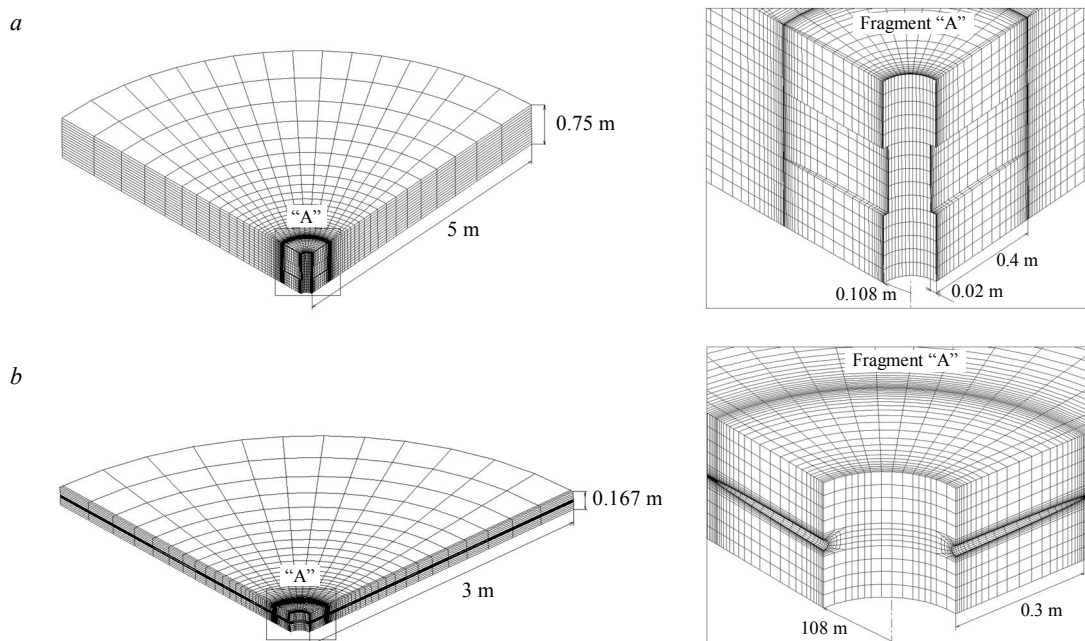 a
Fragment “A”
0.75 m
“A”
5 m
0.4 m
0.108 m
0.02 m
b
Fragment “A”
0.167 m
“A”
3 m
0.3 m
108 m